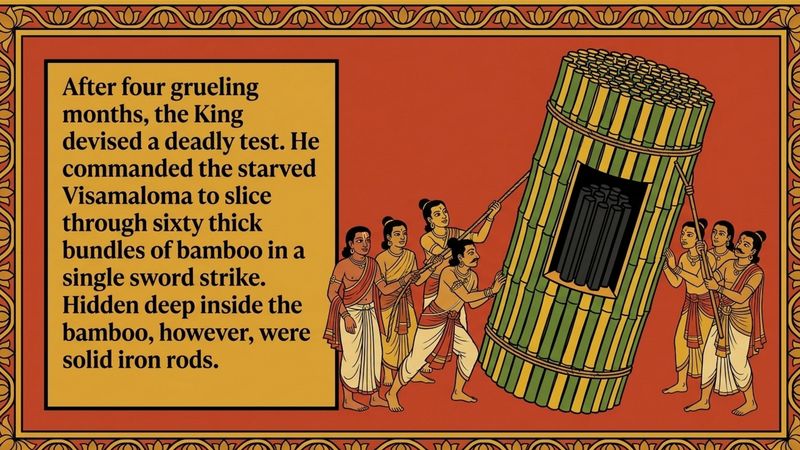 After four grueling
months, the King
devised a deadly test. He
commanded the starved
Visamaloma to slice
through sixty thick
bundles of bamboo in a
single sword strike.
Hidden deep inside the
bamboo, however, were
solid iron rods.